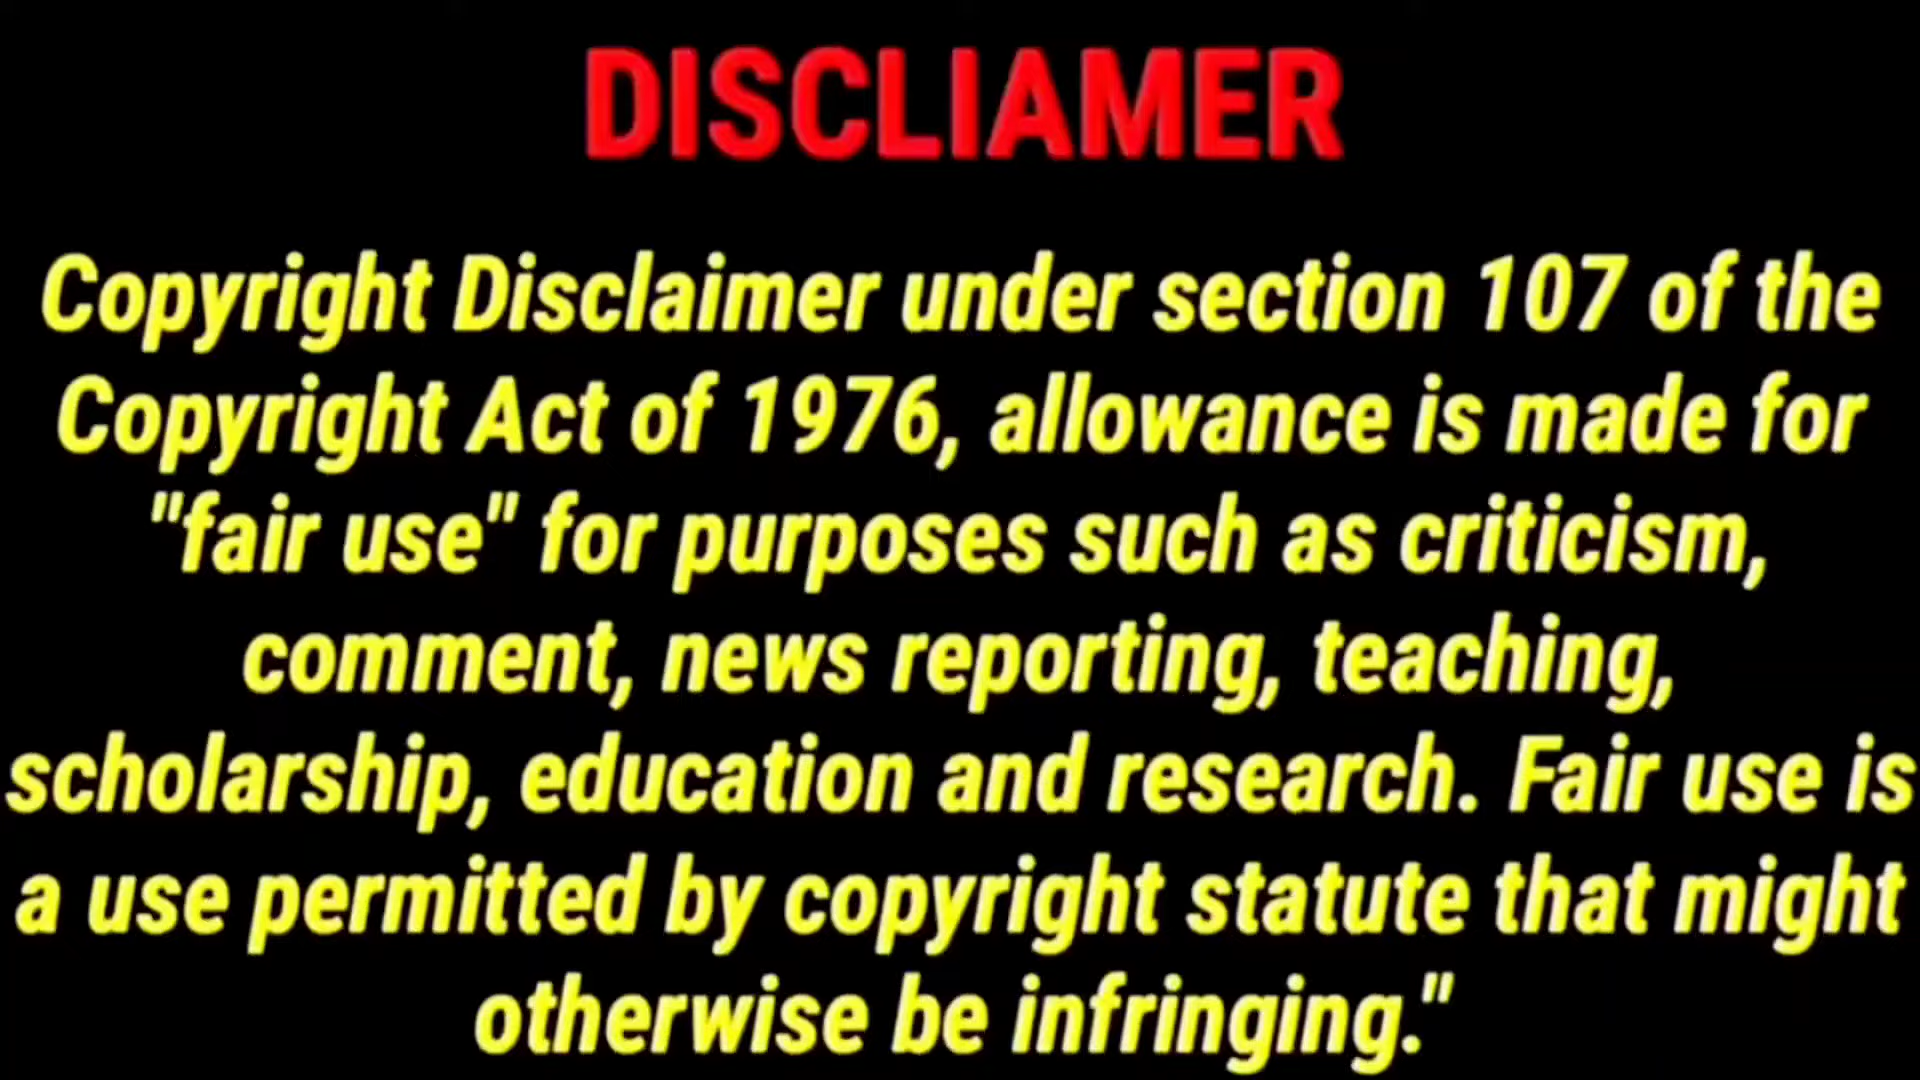 DISCLIAMER
Copyright Disclaimer under section 107 of the
Copyright Act of 1976, allowance is made for
"fair use" for purposes such as criticism,
comment, news reporting, teaching,
scholarship, education and research. Fair use is
a use permitted by copyright statute that might
otherwise be infringing."